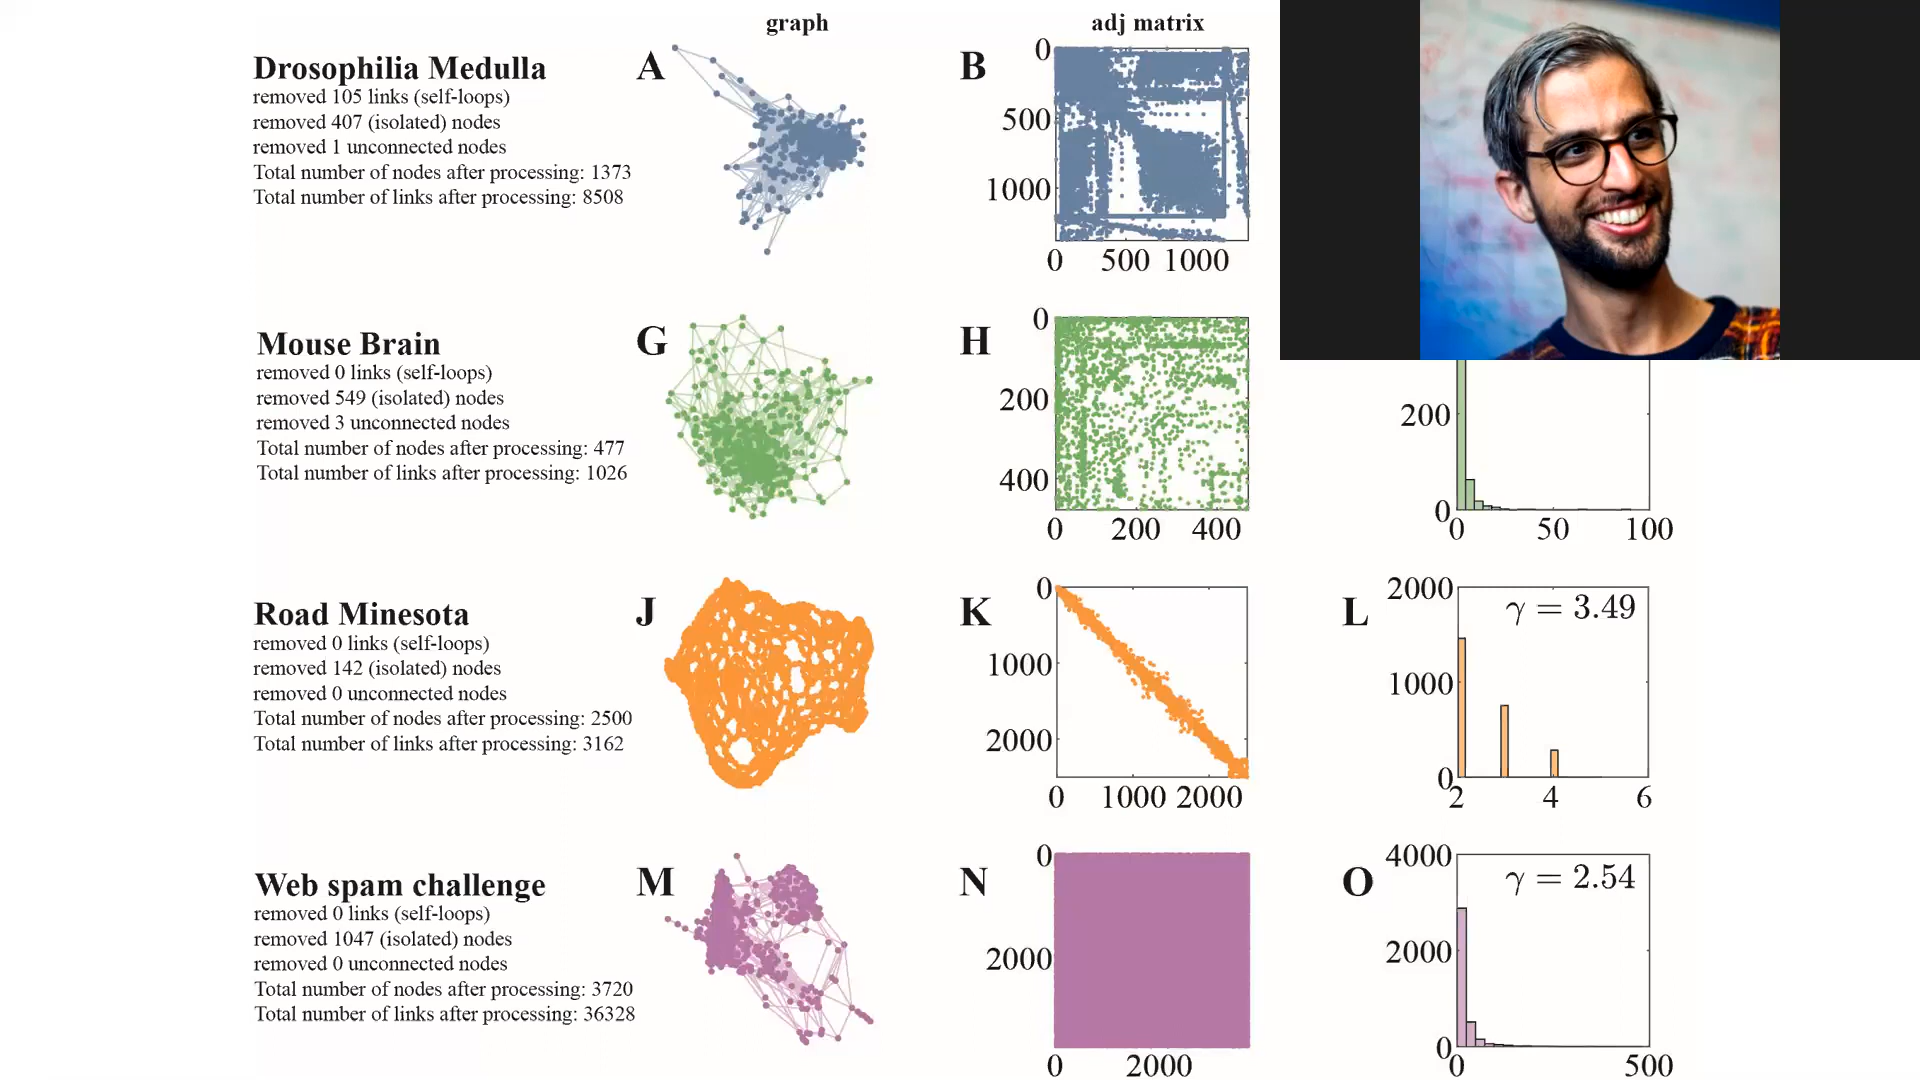 graph
adj matrix
Drosophilia Medulla
removed 105 links (self-loops)
removed 407 (isolated) nodes
removed 1 unconnected nodes
Total number of nodes after processing: 1373
Total number of links after processing: 8508
A
B
0
500
1000
0 500 1000
Mouse Brain
removed 0 links (self-loops)
removed 549 (isolated) nodes
removed 3 unconnected nodes
Total number of nodes after processing: 477
Total number of links after processing: 1026
G
H
0
200
400
0 200 400
200
0
0 50 100
Road Minesota
removed 0 links (self-loops)
removed 142 (isolated) nodes
removed 0 unconnected nodes
Total number of nodes after processing: 2500
Total number of links after processing: 3162
J
K
0
1000
2000
0 1000 2000
L
2000
γ = 3.49
1000
0
2 4 6
Web spam challenge
removed 0 links (self-loops)
removed 1047 (isolated) nodes
removed 0 unconnected nodes
Total number of nodes after processing: 3720
Total number of links after processing: 36328
M
N
0
2000
0 2000
O
4000
γ = 2.54
2000
0
0 500